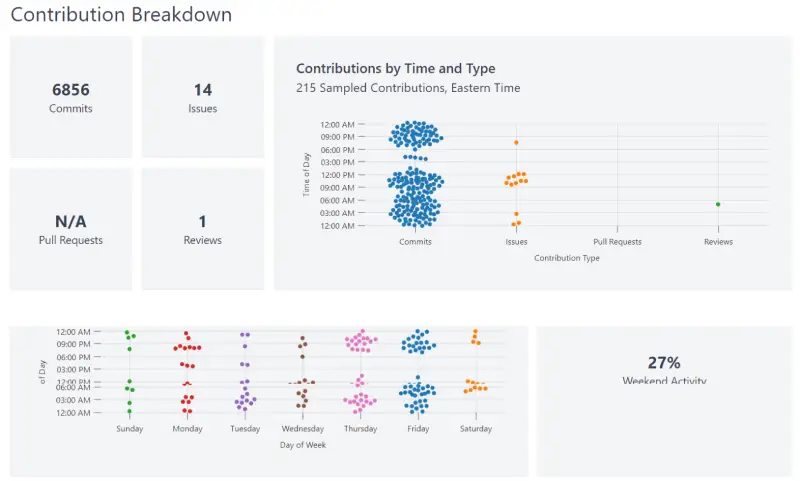 Contribution Breakdown
6856
Commits
14
Issues
N/A
Pull Requests
1
Reviews
Contributions by Time and Type
215 Sampled Contributions, Eastern Time
Time of Day
12:00 AM
09:00 PM
06:00 PM
03:00 PM
12:00 PM
09:00 AM
06:00 AM
03:00 AM
12:00 AM
Commits
Issues
Pull Requests
Reviews
Contribution Type
of Day
12:00 AM
09:00 PM
06:00 PM
03:00 PM
12:00 PM
06:00 AM
03:00 AM
12:00 AM
Sunday
Monday
Tuesday
Wednesday
Thursday
Friday
Saturday
Day of Week
27%
Weekend Activity